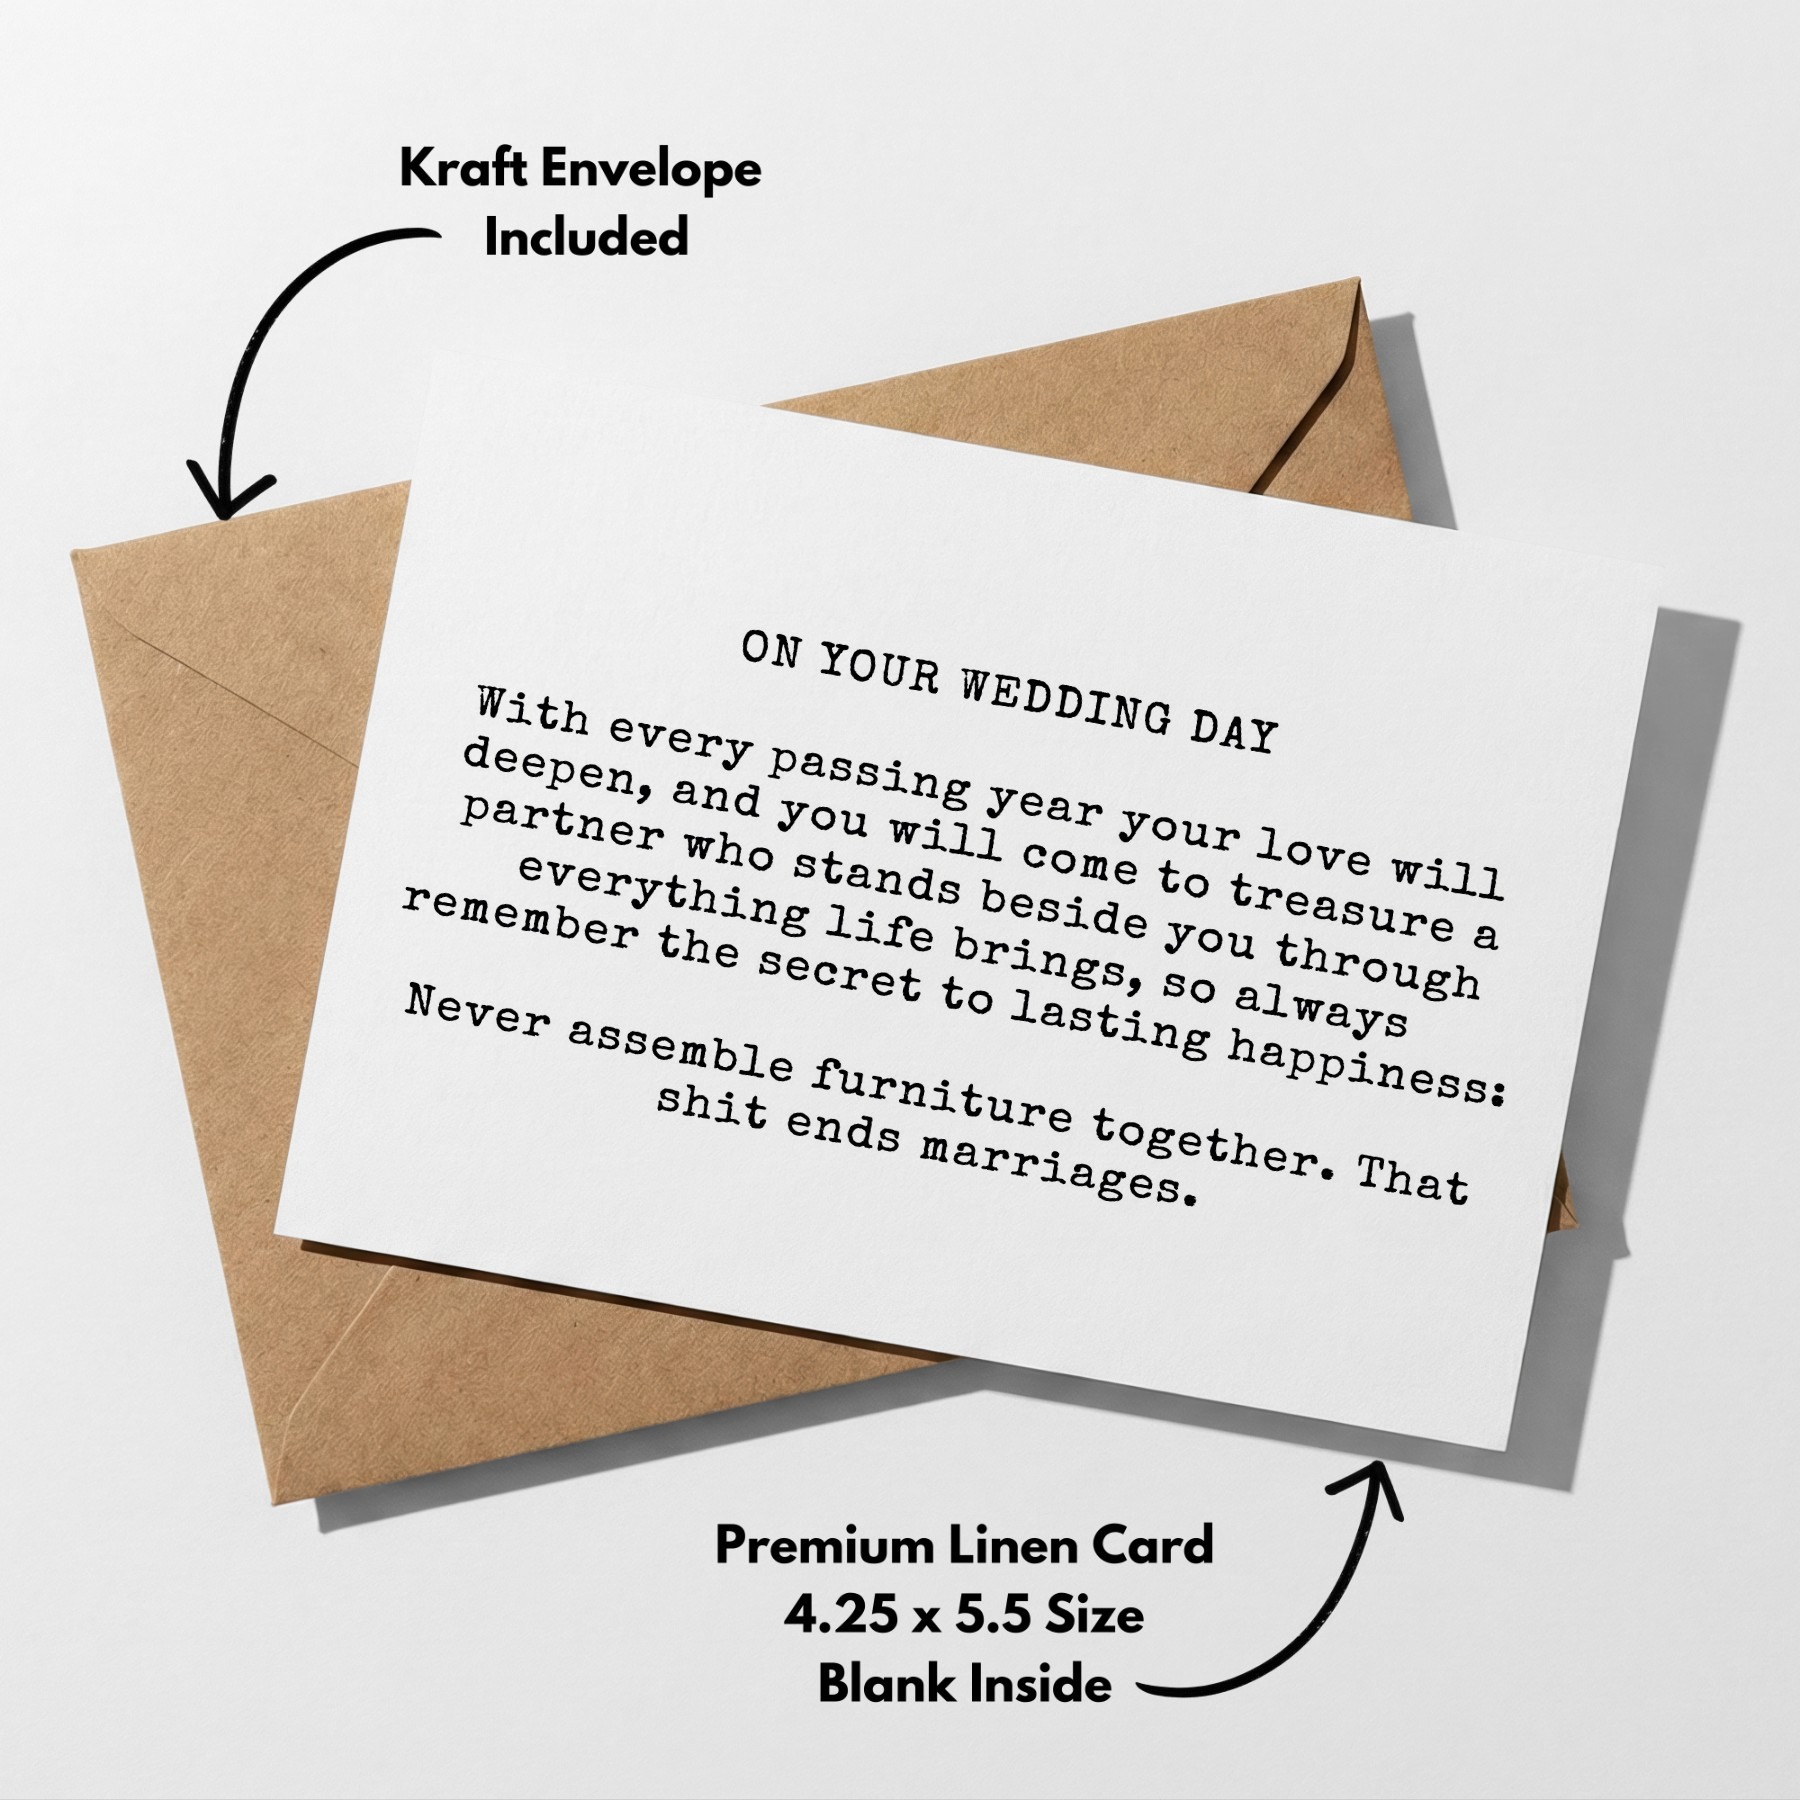 Kraft Envelope
Included
ON YOUR WEDDING DAY
With every passing year your love will
deepen, and you will come to treasure a
partner who stands beside you through
everything life brings, so always
remember the secret to lasting happiness:
Never assemble furniture together. That
shit ends marriages.
Premium Linen Card
4.25 x 5.5 Size
Blank Inside